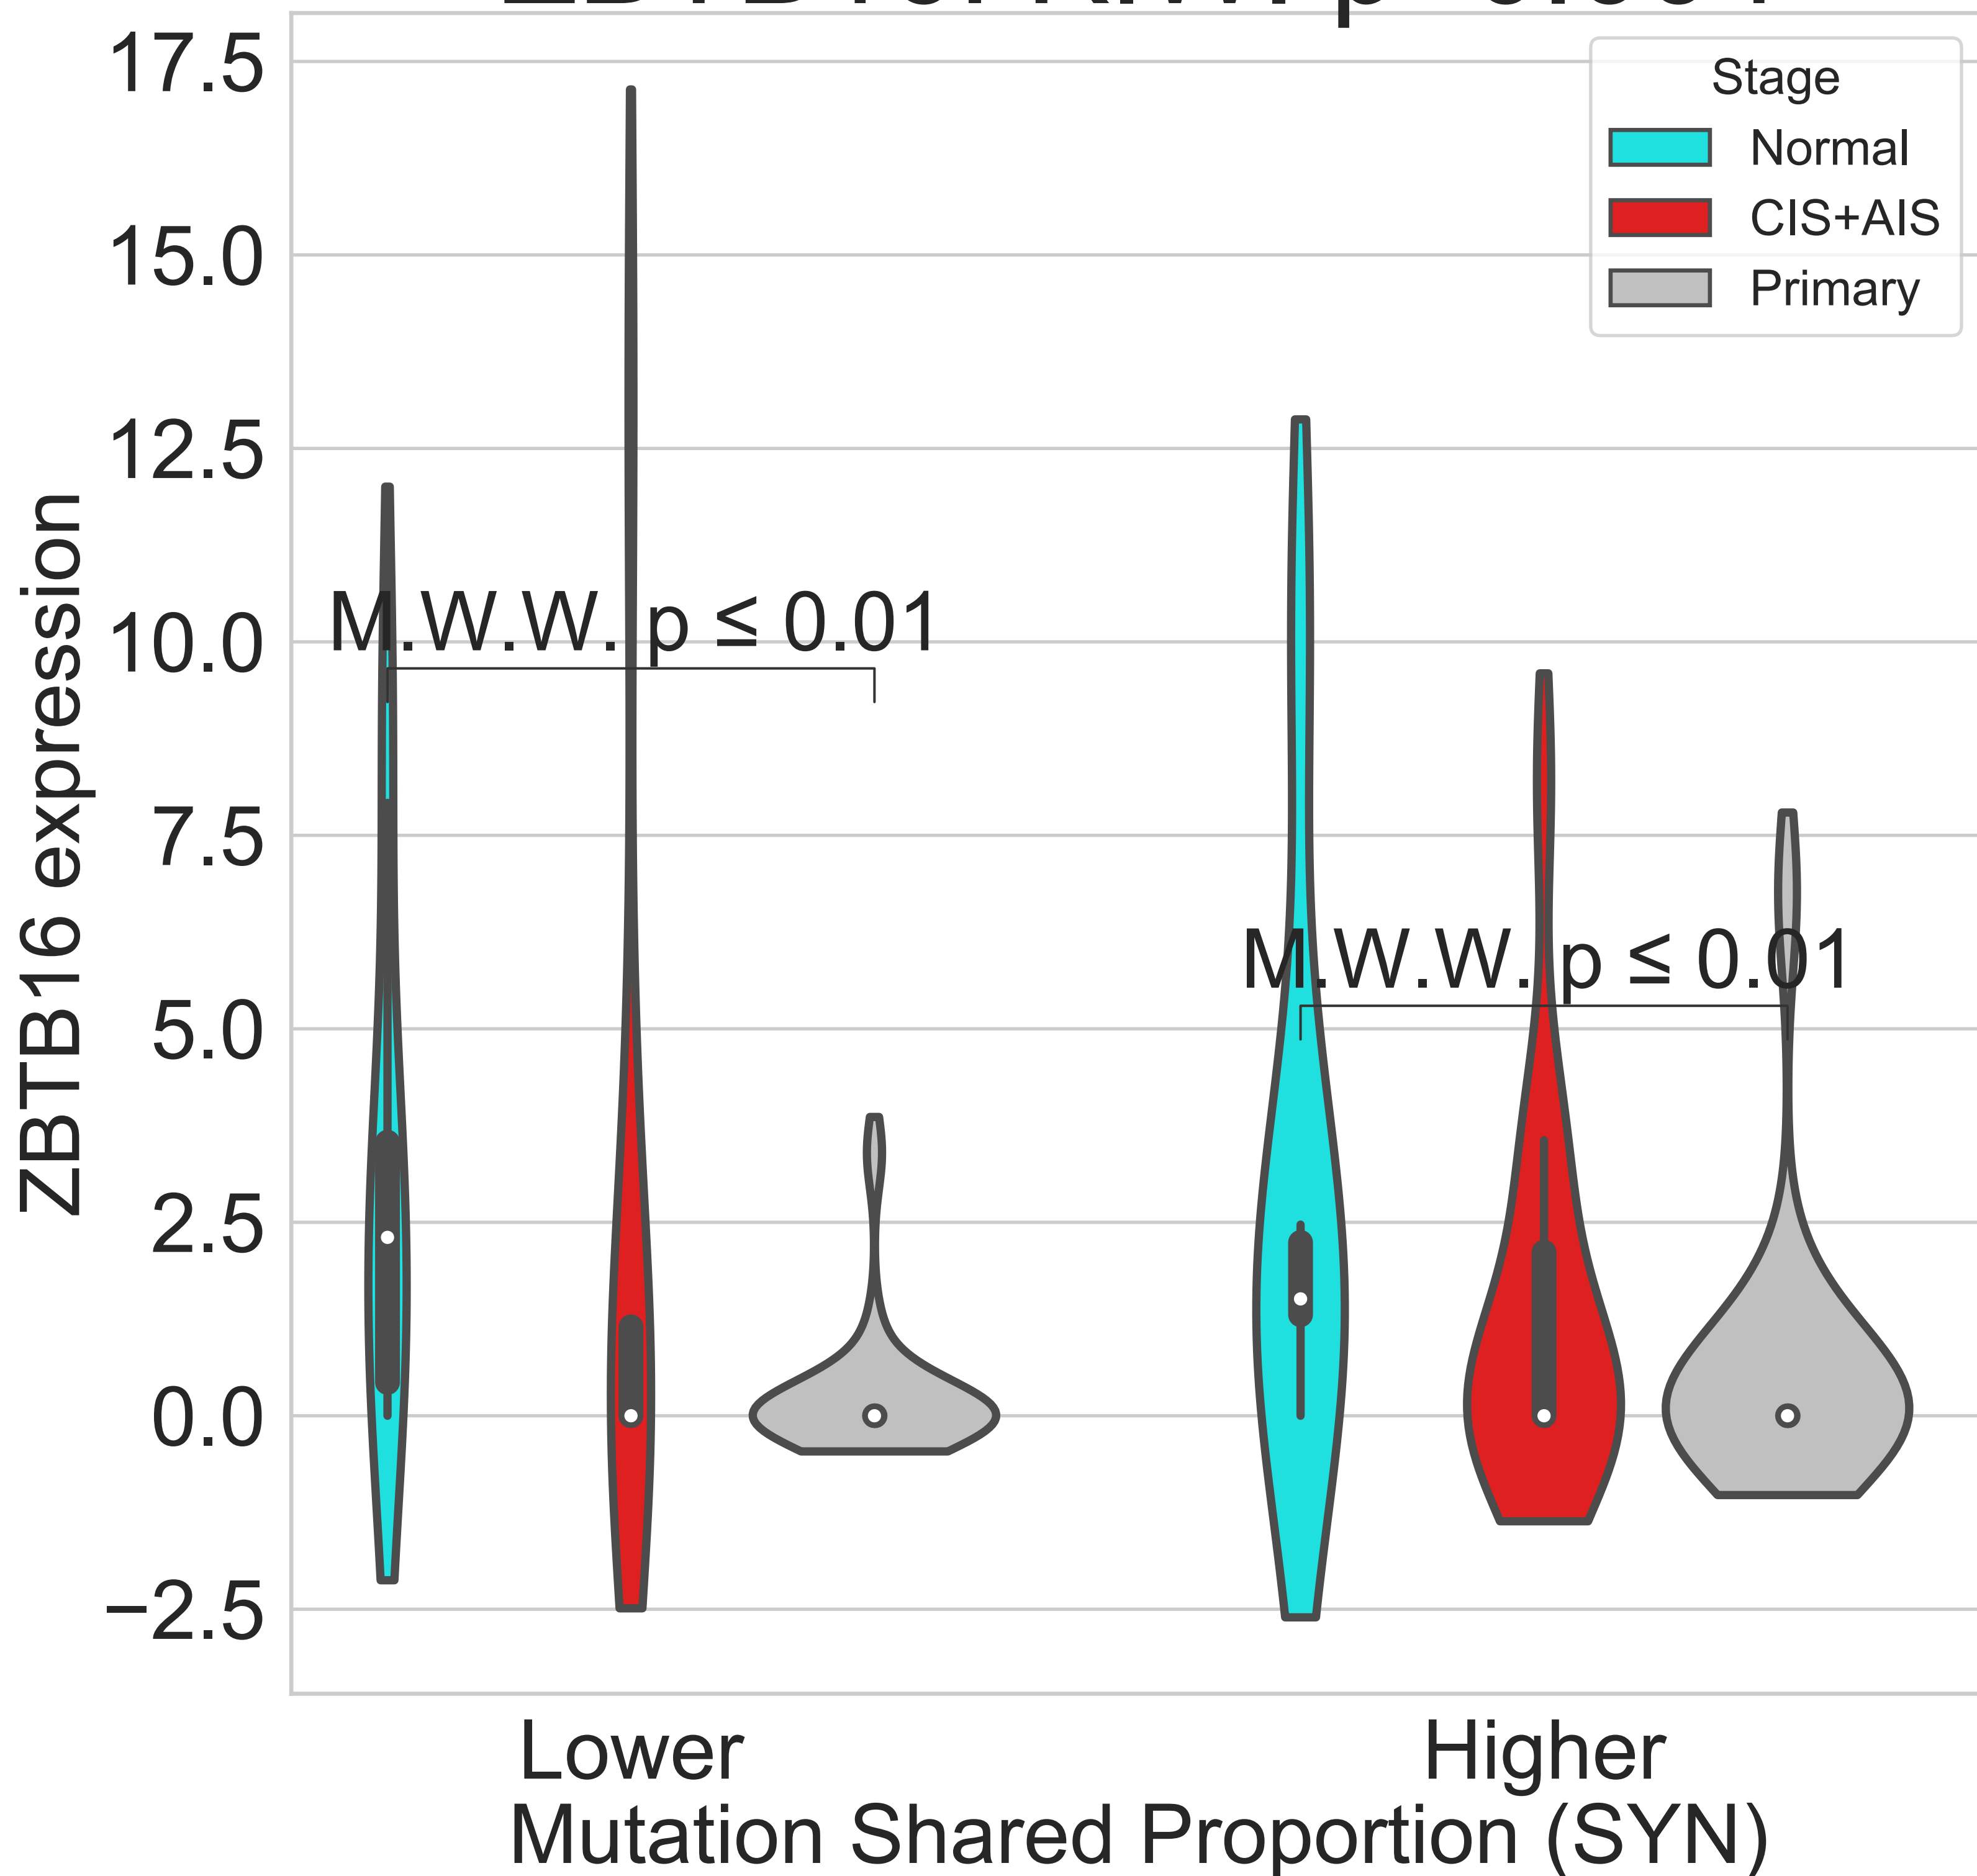 17.5
15.0
12.5
10.0
7.5
5.0
2.5
0.0
−2.5
ZBTB16 expression
Stage
Normal
CIS+AIS
Primary
M.W.W. p ≤ 0.01
M.W.W. p ≤ 0.01
Lower
Higher
Mutation Shared Proportion (SYN)